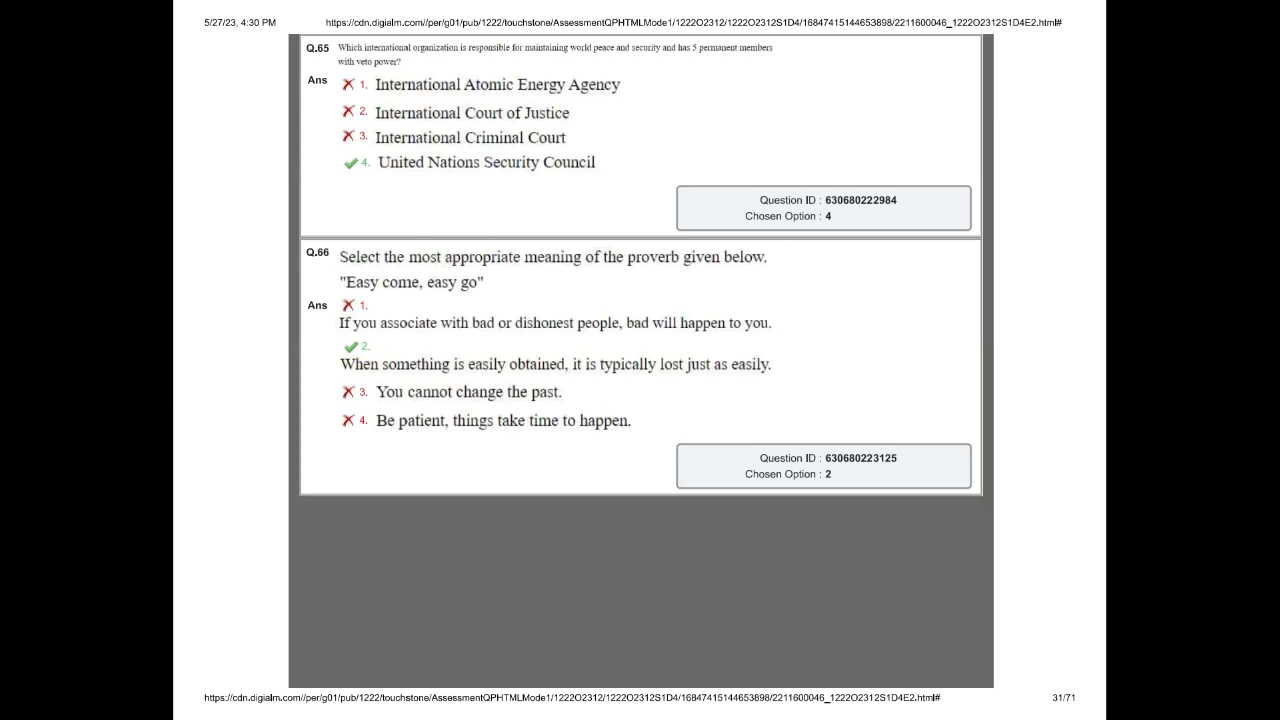 5/27/23, 4:30 PM https://cdn.digialm.com//per/g01/pub/1222/touchstone/AssessmentQPHTMLMode1/1222O2312/1222O2312S1D4/16847415144653898/2211600046_1222O2312S1D4E2.html#
Q.65 Which international organization is responsible for maintaining world peace and security and has 5 permanent members
with veto power?
Ans 1. International Atomic Energy Agency
2. International Court of Justice
3. International Criminal Court
4. United Nations Security Council
Question ID : 630680222984
Chosen Option : 4
Q.66 Select the most appropriate meaning of the proverb given below.
"Easy come, easy go"
Ans 1.
If you associate with bad or dishonest people, bad will happen to you.
2.
When something is easily obtained, it is typically lost just as easily.
3. You cannot change the past.
4. Be patient, things take time to happen.
Question ID : 630680223125
Chosen Option : 2
https://cdn.digialm.com//per/g01/pub/1222/touchstone/AssessmentQPHTMLMode1/1222O2312/1222O2312S1D4/16847415144653898/2211600046_1222O2312S1D4E2.html# 31/71